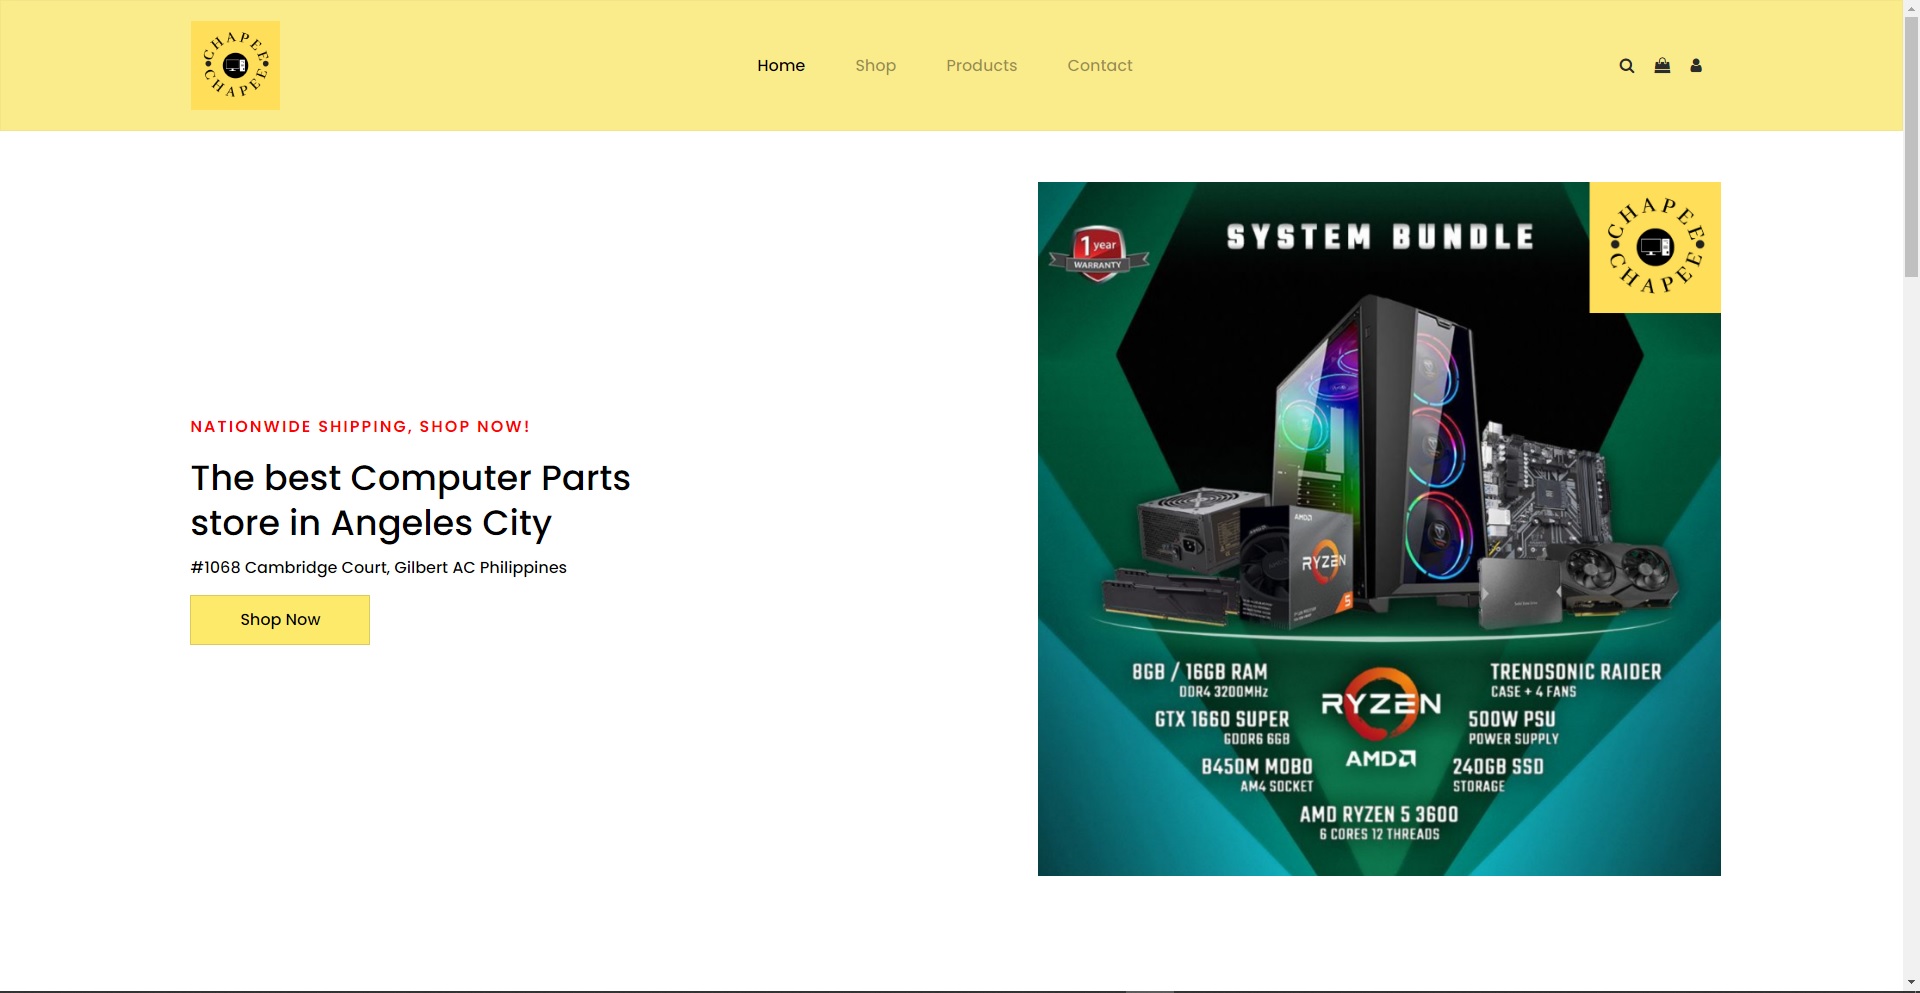 CHAPEE
CHAPEE
Home
Shop
Products
Contact
NATIONWIDE SHIPPING, SHOP NOW!
The best Computer Parts
store in Angeles City
#1068 Cambridge Court, Gilbert AC Philippines
Shop Now
1 year
WARRANTY
SYSTEM BUNDLE
CHAPEE
CHAPEE
AMD
RYZEN
5
8GB / 16GB RAM
DDR4 3200MHz
GTX 1660 SUPER
GDDR6 6GB
B450M MOBO
AM4 SOCKET
RYZEN
AMD
TRENDSONIC RAIDER
CASE + 4 FANS
500W PSU
POWER SUPPLY
240GB SSD
STORAGE
AMD RYZEN 5 3600
6 CORES 12 THREADS